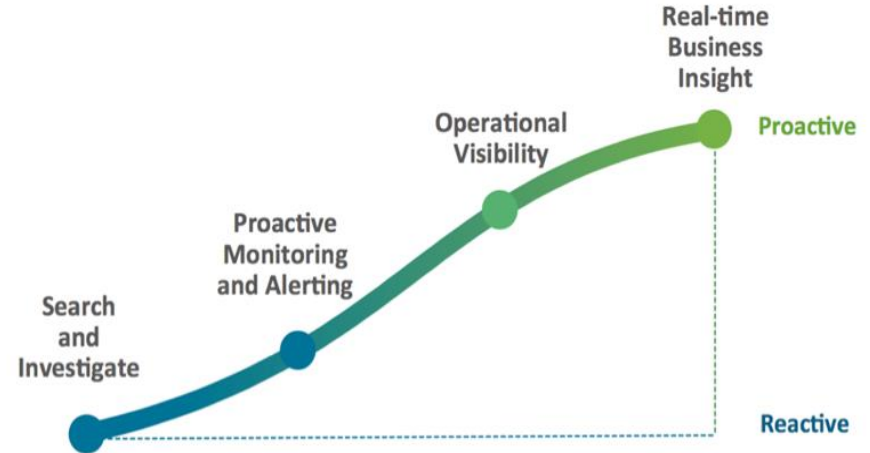 Real-time
Business
Insight
Proactive
Operational
Visibility
Proactive
Monitoring
and Alerting
Search
and
Investigate
Reactive